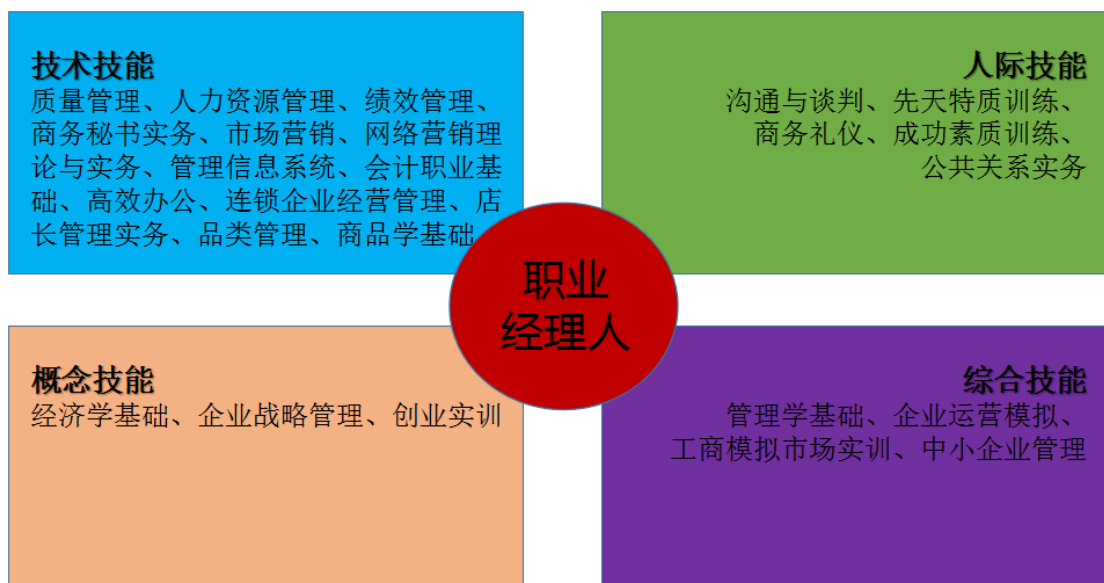 技术技能
质量管理、人力资源管理、绩效管理、
商务秘书实务、市场营销、网络营销理
论与实务、管理信息系统、会计职业基
础、高效办公、连锁企业经营管理、店
长管理实务、品类管理、商品学基础
人际技能
沟通与谈判、先天特质训练、
商务礼仪、成功素质训练、
公共关系实务
职业
经理人
概念技能
经济学基础、企业战略管理、创业实训
综合技能
管理学基础、企业运营模拟、
工商模拟市场实训、中小企业管理